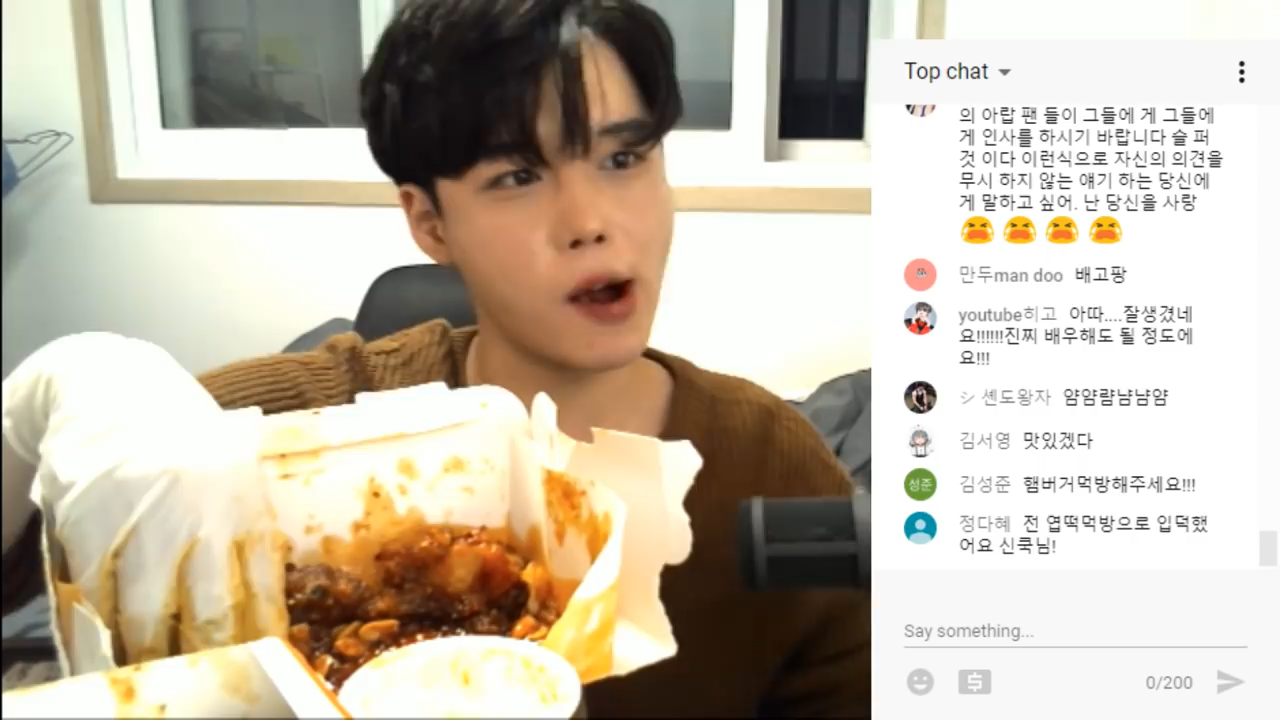 Top chat
의 아랍 팬 들이 그들에 게 그들에
게 인사를 하시기 바랍니다 슬 퍼
것 이다 이런식으로 자신의 의견을
무시 하지 않는 얘기 하는 당신에
게 말하고 싶어. 난 당신을 사랑
만두man doo 배고팡
youtube히고 아따....잘생겼네
요!!!!!!진찌 배우해도 될 정도에
요!!!
シ 센도왕자 얌얌럄냠냠얌
김서영 맛있겠다
성준 김성준 햄버거먹방해주세요!!!
정다혜 전 엽떡먹방으로 입덕했
어요 신쿡님!
Say something...
0/200